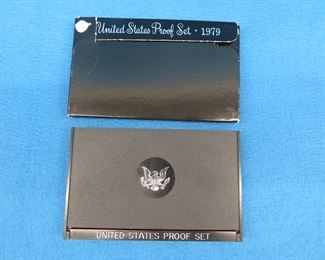 United States Proof Set · 1979
UNITED STATES PROOF SET